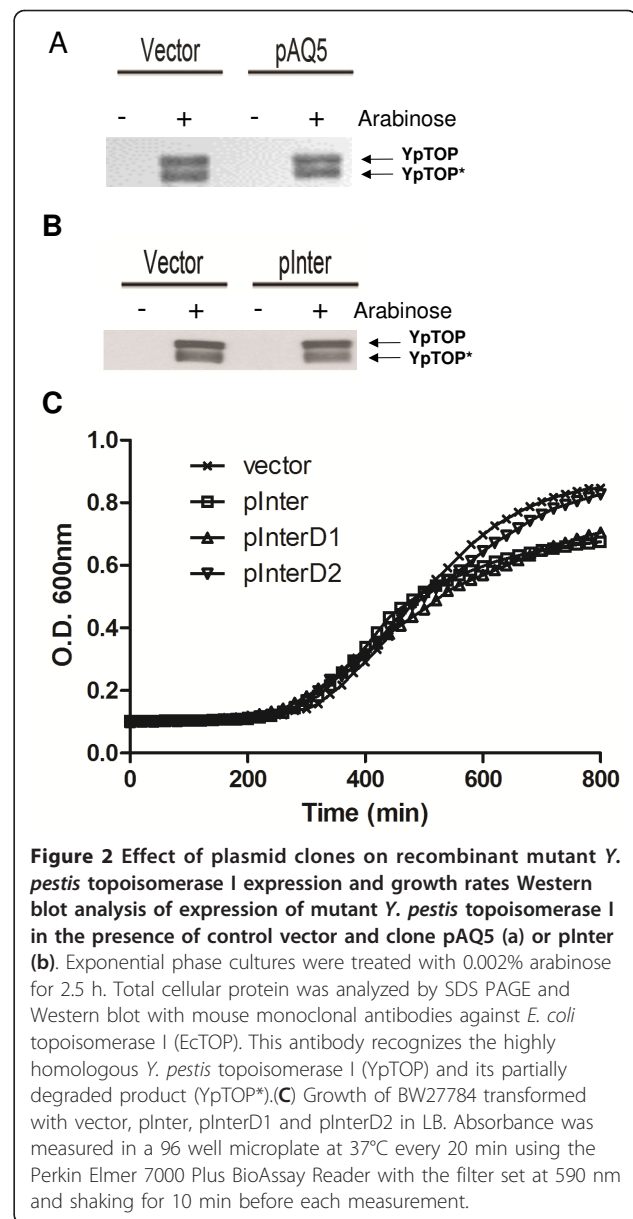 A
Vector pAQ5
- + - + Arabinose
YpTOP
YpTOP*
B
Vector pInter
- + - + Arabinose
YpTOP
YpTOP*
C
1.0
0.8
0.6
0.4
0.2
0.0
O.D. 600nm
vector
pInter
pInterD1
pInterD2
0 200 400 600 800
Time (min)
Figure 2 Effect of plasmid clones on recombinant mutant Y.
pestis topoisomerase I expression and growth rates Western
blot analysis of expression of mutant Y. pestis topoisomerase I
in the presence of control vector and clone pAQ5 (a) or pInter
(b). Exponential phase cultures were treated with 0.002% arabinose
for 2.5 h. Total cellular protein was analyzed by SDS PAGE and
Western blot with mouse monoclonal antibodies against E. coli
topoisomerase I (EcTOP). This antibody recognizes the highly
homologous Y. pestis topoisomerase I (YpTOP) and its partially
degraded product (YpTOP*).(C) Growth of BW27784 transformed
with vector, pInter, pInterD1 and pInterD2 in LB. Absorbance was
measured in a 96 well microplate at 37°C every 20 min using the
Perkin Elmer 7000 Plus BioAssay Reader with the filter set at 590 nm
and shaking for 10 min before each measurement.